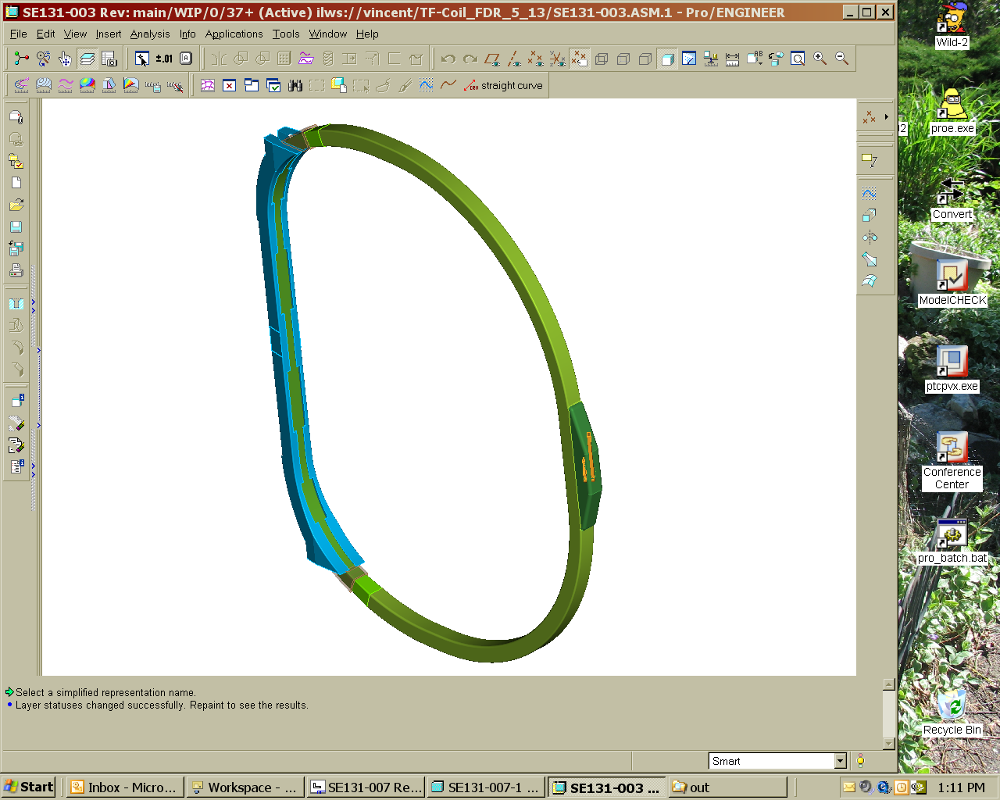 SE131-003 Rev: main/WIP/0/37+ (Active) ilws://vincent/TF-Coil_FDR_5_13/SE131-003.ASM.1 - Pro/ENGINEER
File Edit View Insert Analysis Info Applications Tools Window Help
±.01
AB
straight curve
CRV
Wild-2
proe.exe
Convert
ModelCHECK
ptcpvx.exe
Conference
Center
pro_batch.bat
Recycle Bin
Select a simplified representation name.
Layer statuses changed successfully. Repaint to see the results.
Smart
Start
Inbox - Micro...
Workspace - ...
SE131-007 Re...
SE131-007-1 ...
SE131-003 ...
out
1:11 PM